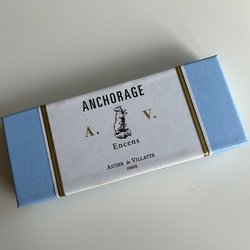 ANCHORAGE
A. V.
Encens
ASTIER de VILLATTE
PARIS